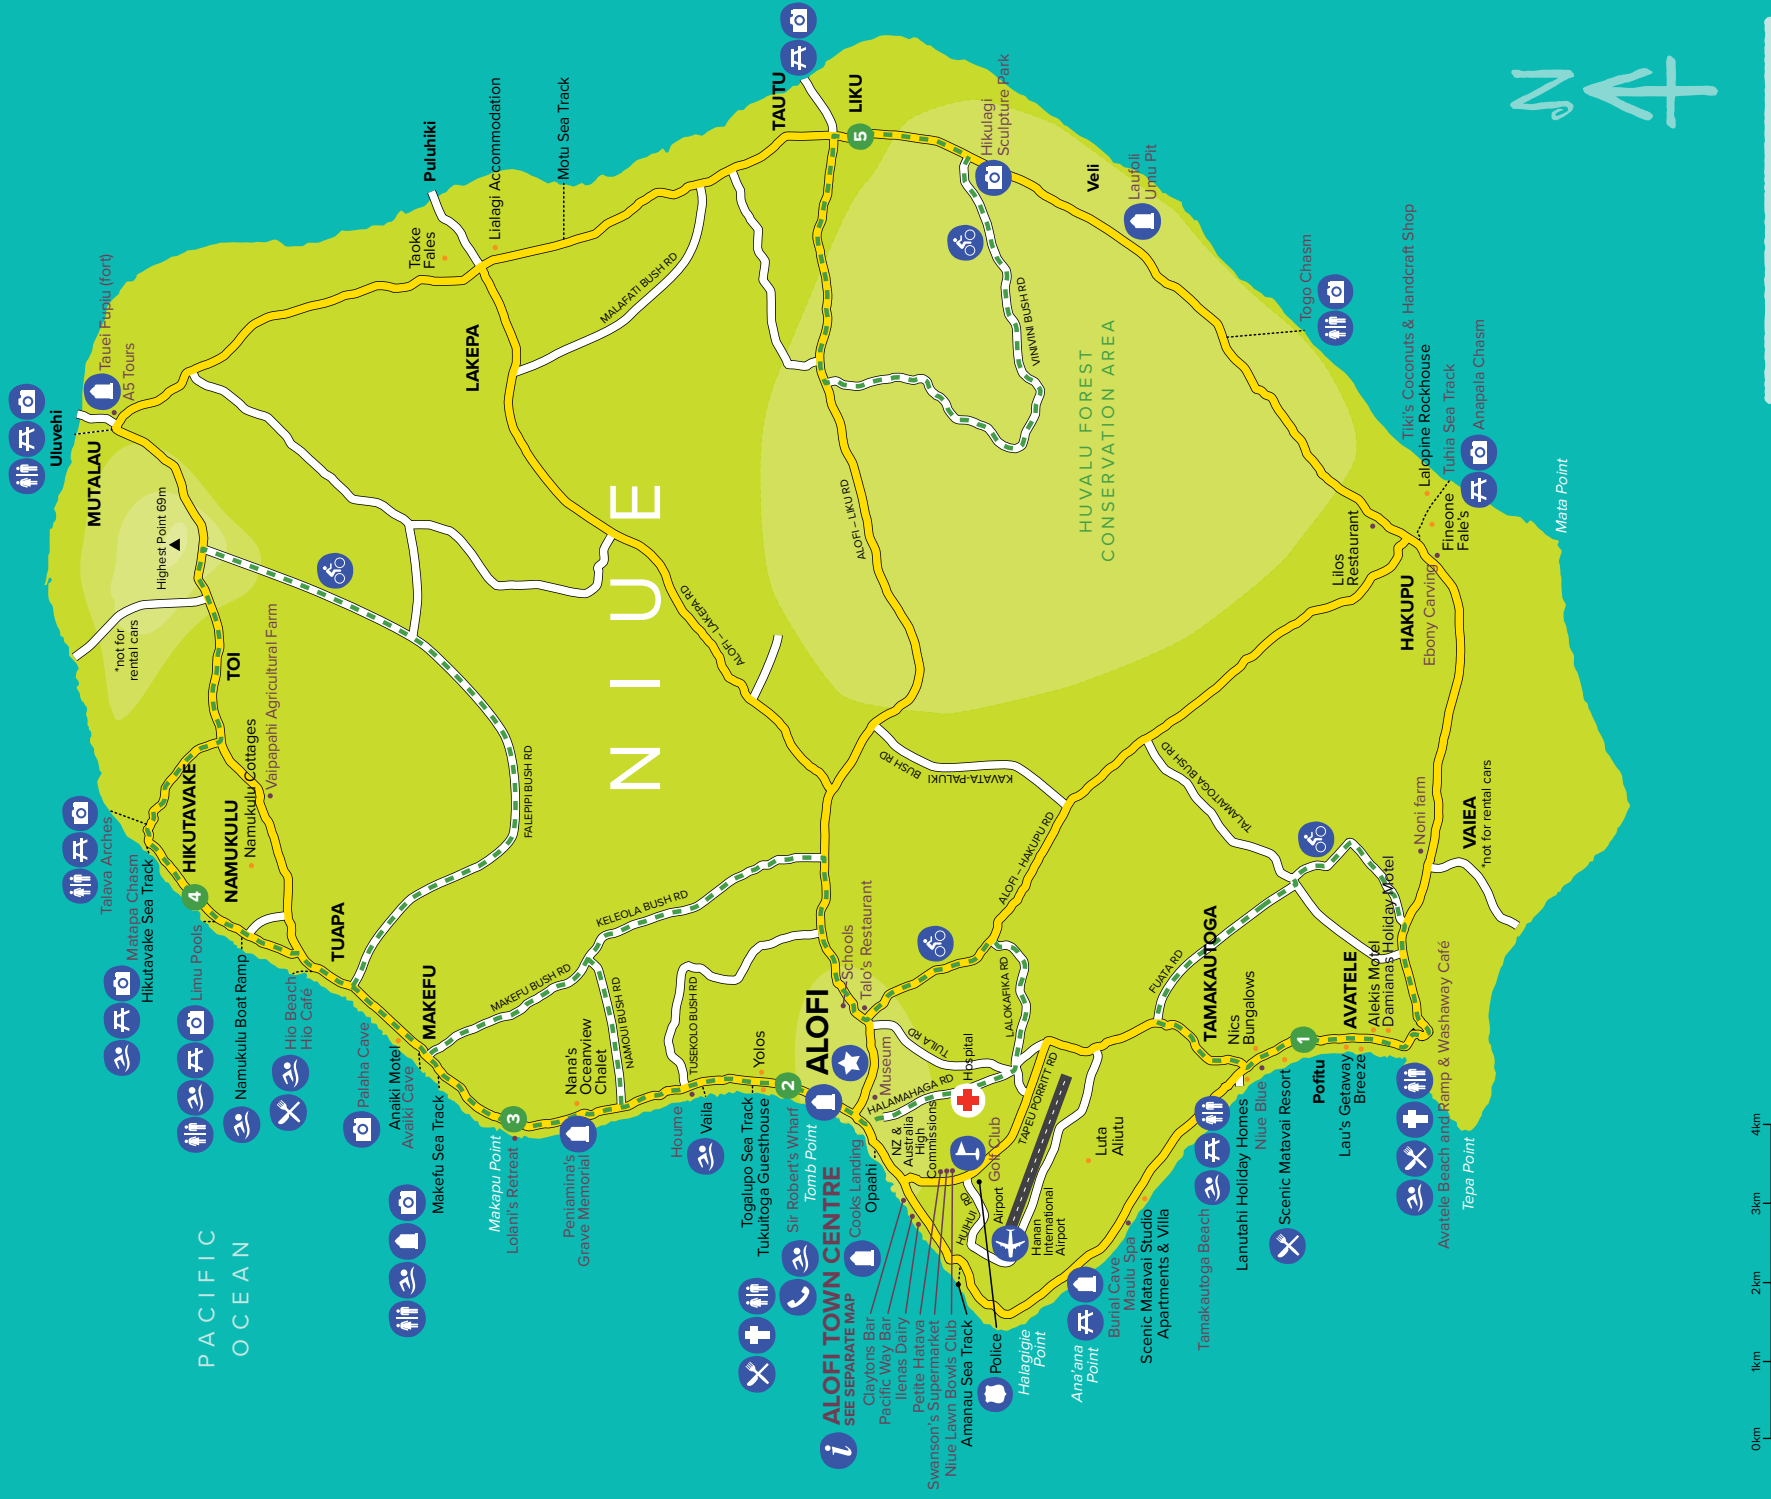 PACIFIC
OCEAN
N I U E
N
Uluvehi
MUTALAU
Tauei Fupiu (fort)
A5 Tours
Highest Point 69m
*not for
rental cars
TOI
Vaipapahi Agricultural Farm
Talava Arches
Matapa Chasm
Hikutavake Sea Track
HIKUTAVAKE
4
NAMUKULU
Namukulu Cottages
Limu Pools
Namukulu Boat Ramp
Hio Beach
Hio Café
TUAPA
Palaha Cave
Anaiki Motel
Avaiki Cave
Makefu Sea Track
MAKEFU
FALEPIPI BUSH RD
Makapu Point
Lolani's Retreat
3
Peniamina's
Grave Memorial
Nana's
Oceanview
Chalet
MAKEFU BUSH RD
KELEOLA BUSH RD
NAMOUI BUSH RD
TUSEKOLO BUSH RD
Houme
Vaila
Yolos
Togalupo Sea Track
Tukuitoga Guesthouse
2
Sir Robert's Wharf
Tomb Point
ALOFI
i
ALOFI TOWN CENTRE
SEE SEPARATE MAP
Cooks Landing
Opaahi
Claytons Bar
Pacific Way Bar
Ilenas Dairy
Petite Hatava
Swanson's Supermarket
Niue Lawn Bowls Club
Amanau Sea Track
Police
Halagigie
Point
Schools
Talo's Restaurant
Museum
HALAMAHAGA RD
TUILA RD
LALOKAFIKA RD
Hospital
NZ &
Australia
High
Commissions
Golf Club
HUIHUI RD
Airport
Hanan
International
Airport
TAPEU PORRITT RD
Luta
Aliutu
Ana'ana
Point
Burial Cave
Maulu Spa
Scenic Matavai Studio
Apartments & Villa
Tamakautoga Beach
Lanutahi Holiday Homes
Niue Blue
Scenic Matavai Resort
TAMAKAUTOGA
Nics
Bungalows
1
Pofitu
Lau's Getaway
Breeze
AVATELE
Alekis Motel
Damianas Holiday Motel
Avatele Beach and Ramp & Washaway Café
Tepa Point
FUATA RD
TALAMAITOGA BUSH RD
ALOFI – HAKUPU RD
KAVATA-PALUKI
BUSH RD
Noni farm
VAIEA
*not for rental cars
HAKUPU
Ebony Carving
Lilos
Restaurant
Fineone
Fale's
Tiki's Coconuts & Handcraft Shop
Lalopine Rockhouse
Tuhia Sea Track
Anapala Chasm
Mata Point
Togo Chasm
HUVALU FOREST
CONSERVATION AREA
VINIVINI BUSH RD
Veli
Laufoli
Umu Pit
Hikulagi
Sculpture Park
5
LIKU
TAUTU
ALOFI – LIKU RD
ALOFI – LAKEPA RD
LAKEPA
MALAFATI BUSH RD
Motu Sea Track
Lialagi Accommodation
Puluhiki
Taoke
Fales
0km 1km 2km 3km 4km